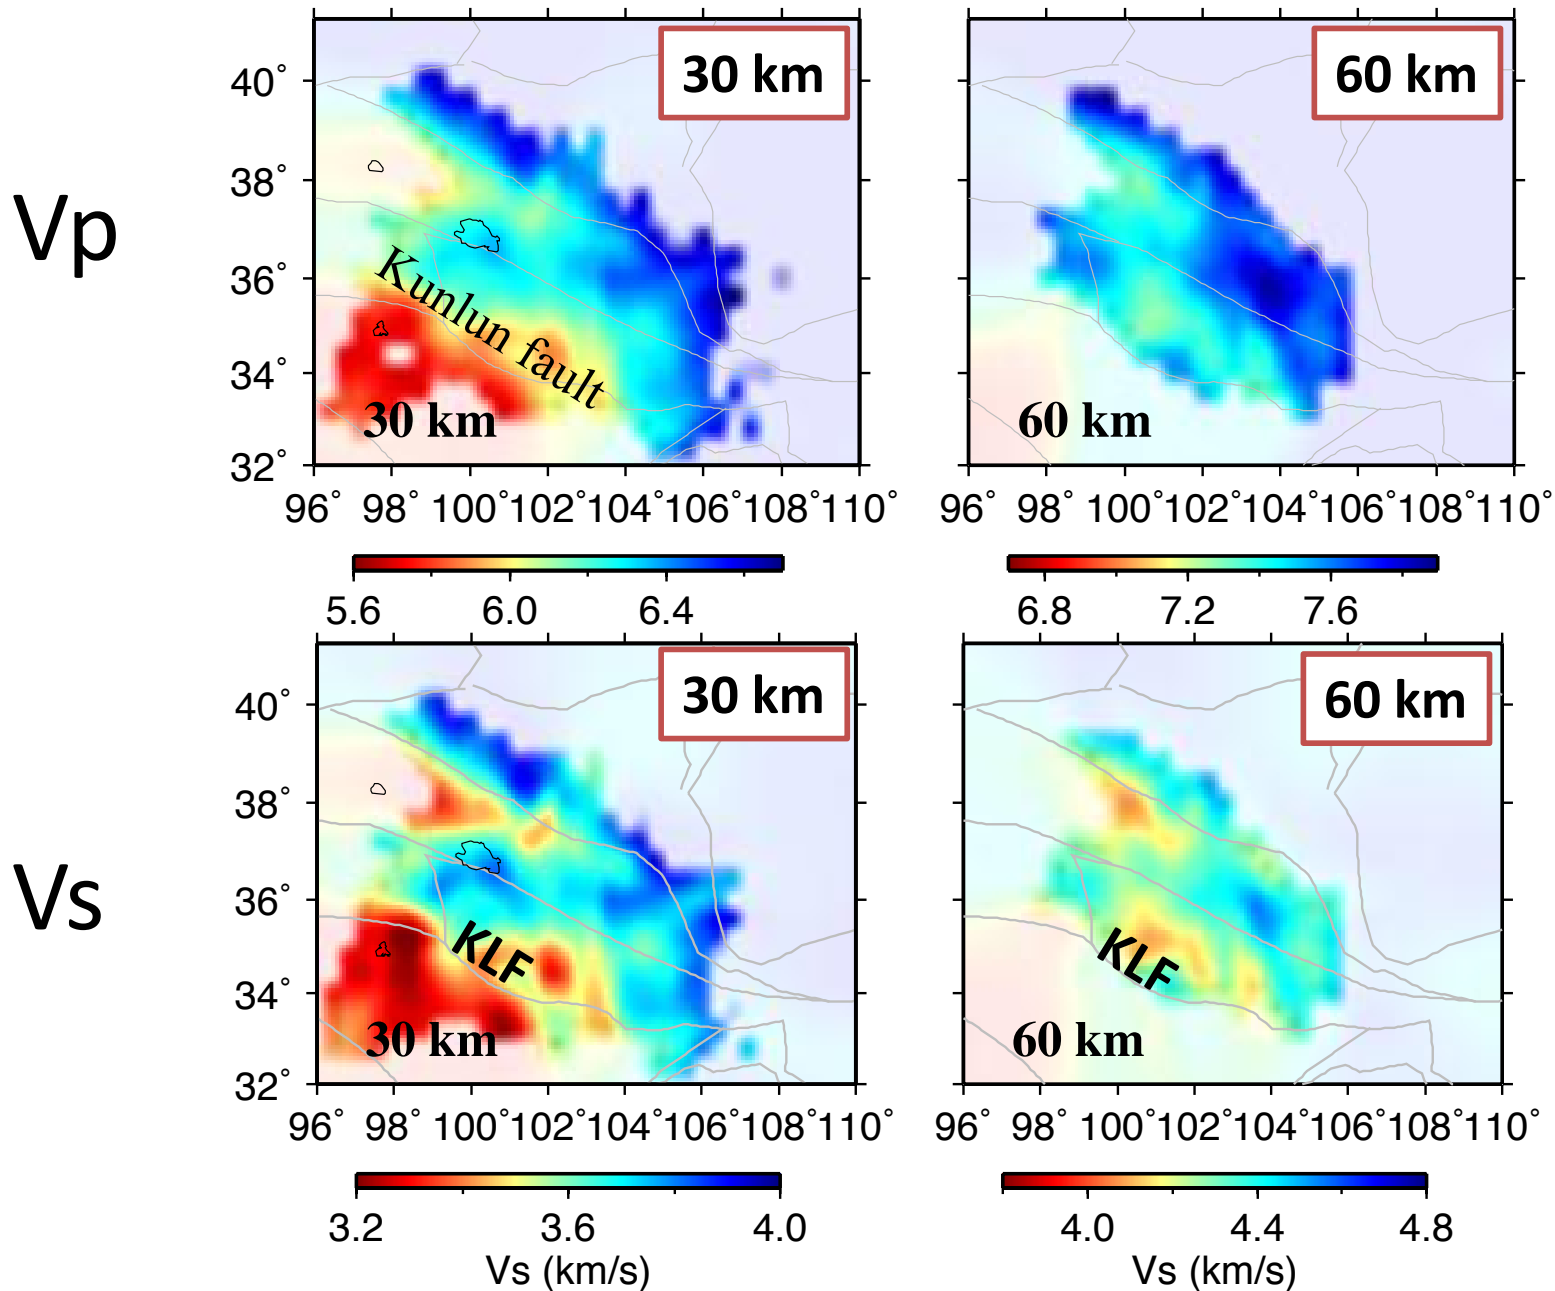 Vp
30 km
40˚
38˚
36˚
34˚
32˚
Kunlun fault
30 km
96˚ 98˚ 100˚ 102˚ 104˚ 106˚ 108˚ 110˚
5.6 6.0 6.4
60 km
60 km
96˚ 98˚ 100˚ 102˚ 104˚ 106˚ 108˚ 110˚
6.8 7.2 7.6
Vs
30 km
40˚
38˚
36˚
34˚
32˚
KLF
30 km
96˚ 98˚ 100˚ 102˚ 104˚ 106˚ 108˚ 110˚
3.2 3.6 4.0
Vs (km/s)
60 km
KLF
60 km
96˚ 98˚ 100˚ 102˚ 104˚ 106˚ 108˚ 110˚
4.0 4.4 4.8
Vs (km/s)